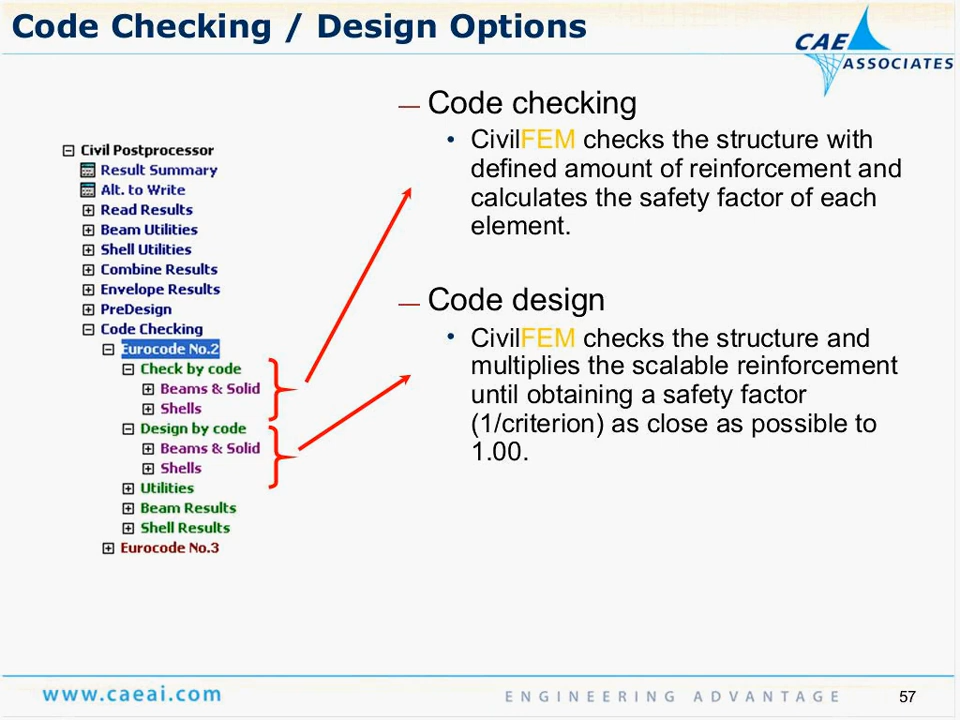 Code Checking / Design Options
CAE
ASSOCIATES
Civil Postprocessor
Result Summary
Alt. to Write
Read Results
Beam Utilities
Shell Utilities
Combine Results
Envelope Results
PreDesign
Code Checking
Eurocode No.2
Check by code
Beams & Solid
Shells
Design by code
Beams & Solid
Shells
Utilities
Beam Results
Shell Results
Eurocode No.3
— Code checking
• CivilFEM checks the structure with
defined amount of reinforcement and
calculates the safety factor of each
element.
— Code design
• CivilFEM checks the structure and
multiplies the scalable reinforcement
until obtaining a safety factor
(1/criterion) as close as possible to
1.00.
www.caeai.com
ENGINEERING ADVANTAGE
57